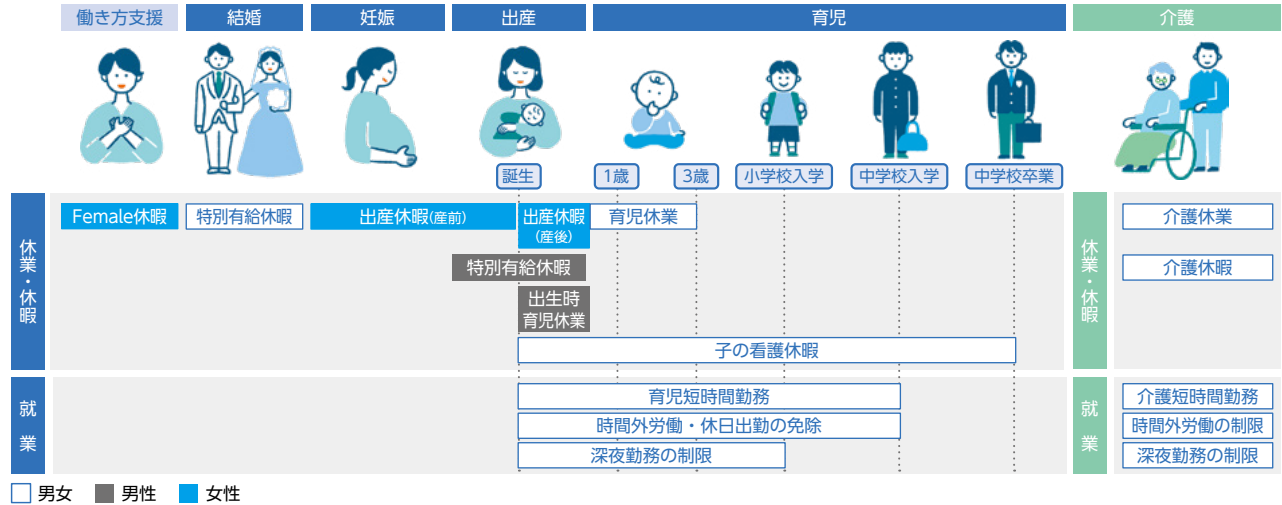 働き方支援
結婚
妊娠
出産
育児
介護
誕生
1歳
3歳
小学校入学
中学校入学
中学校卒業
休業・休暇
Female休暇
特別有給休暇
出産休暇(産前)
出産休暇
(産後)
育児休業
特別有給休暇
出生時
育児休業
子の看護休暇
休業・休暇
介護休業
介護休暇
就業
育児短時間勤務
時間外労働・休日出勤の免除
深夜勤務の制限
就業
介護短時間勤務
時間外労働の制限
深夜勤務の制限
男女
男性
女性